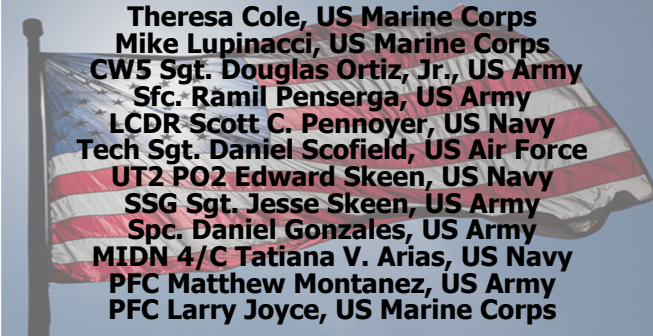 Theresa Cole, US Marine Corps
Mike Lupinacci, US Marine Corps
CW5 Sgt. Douglas Ortiz, Jr., US Army
Sfc. Ramil Penserga, US Army
LCDR Scott C. Pennoyer, US Navy
Tech Sgt. Daniel Scofield, US Air Force
UT2 PO2 Edward Skeen, US Navy
SSG Sgt. Jesse Skeen, US Army
Spc. Daniel Gonzales, US Army
MIDN 4/C Tatiana V. Arias, US Navy
PFC Matthew Montanez, US Army
PFC Larry Joyce, US Marine Corps